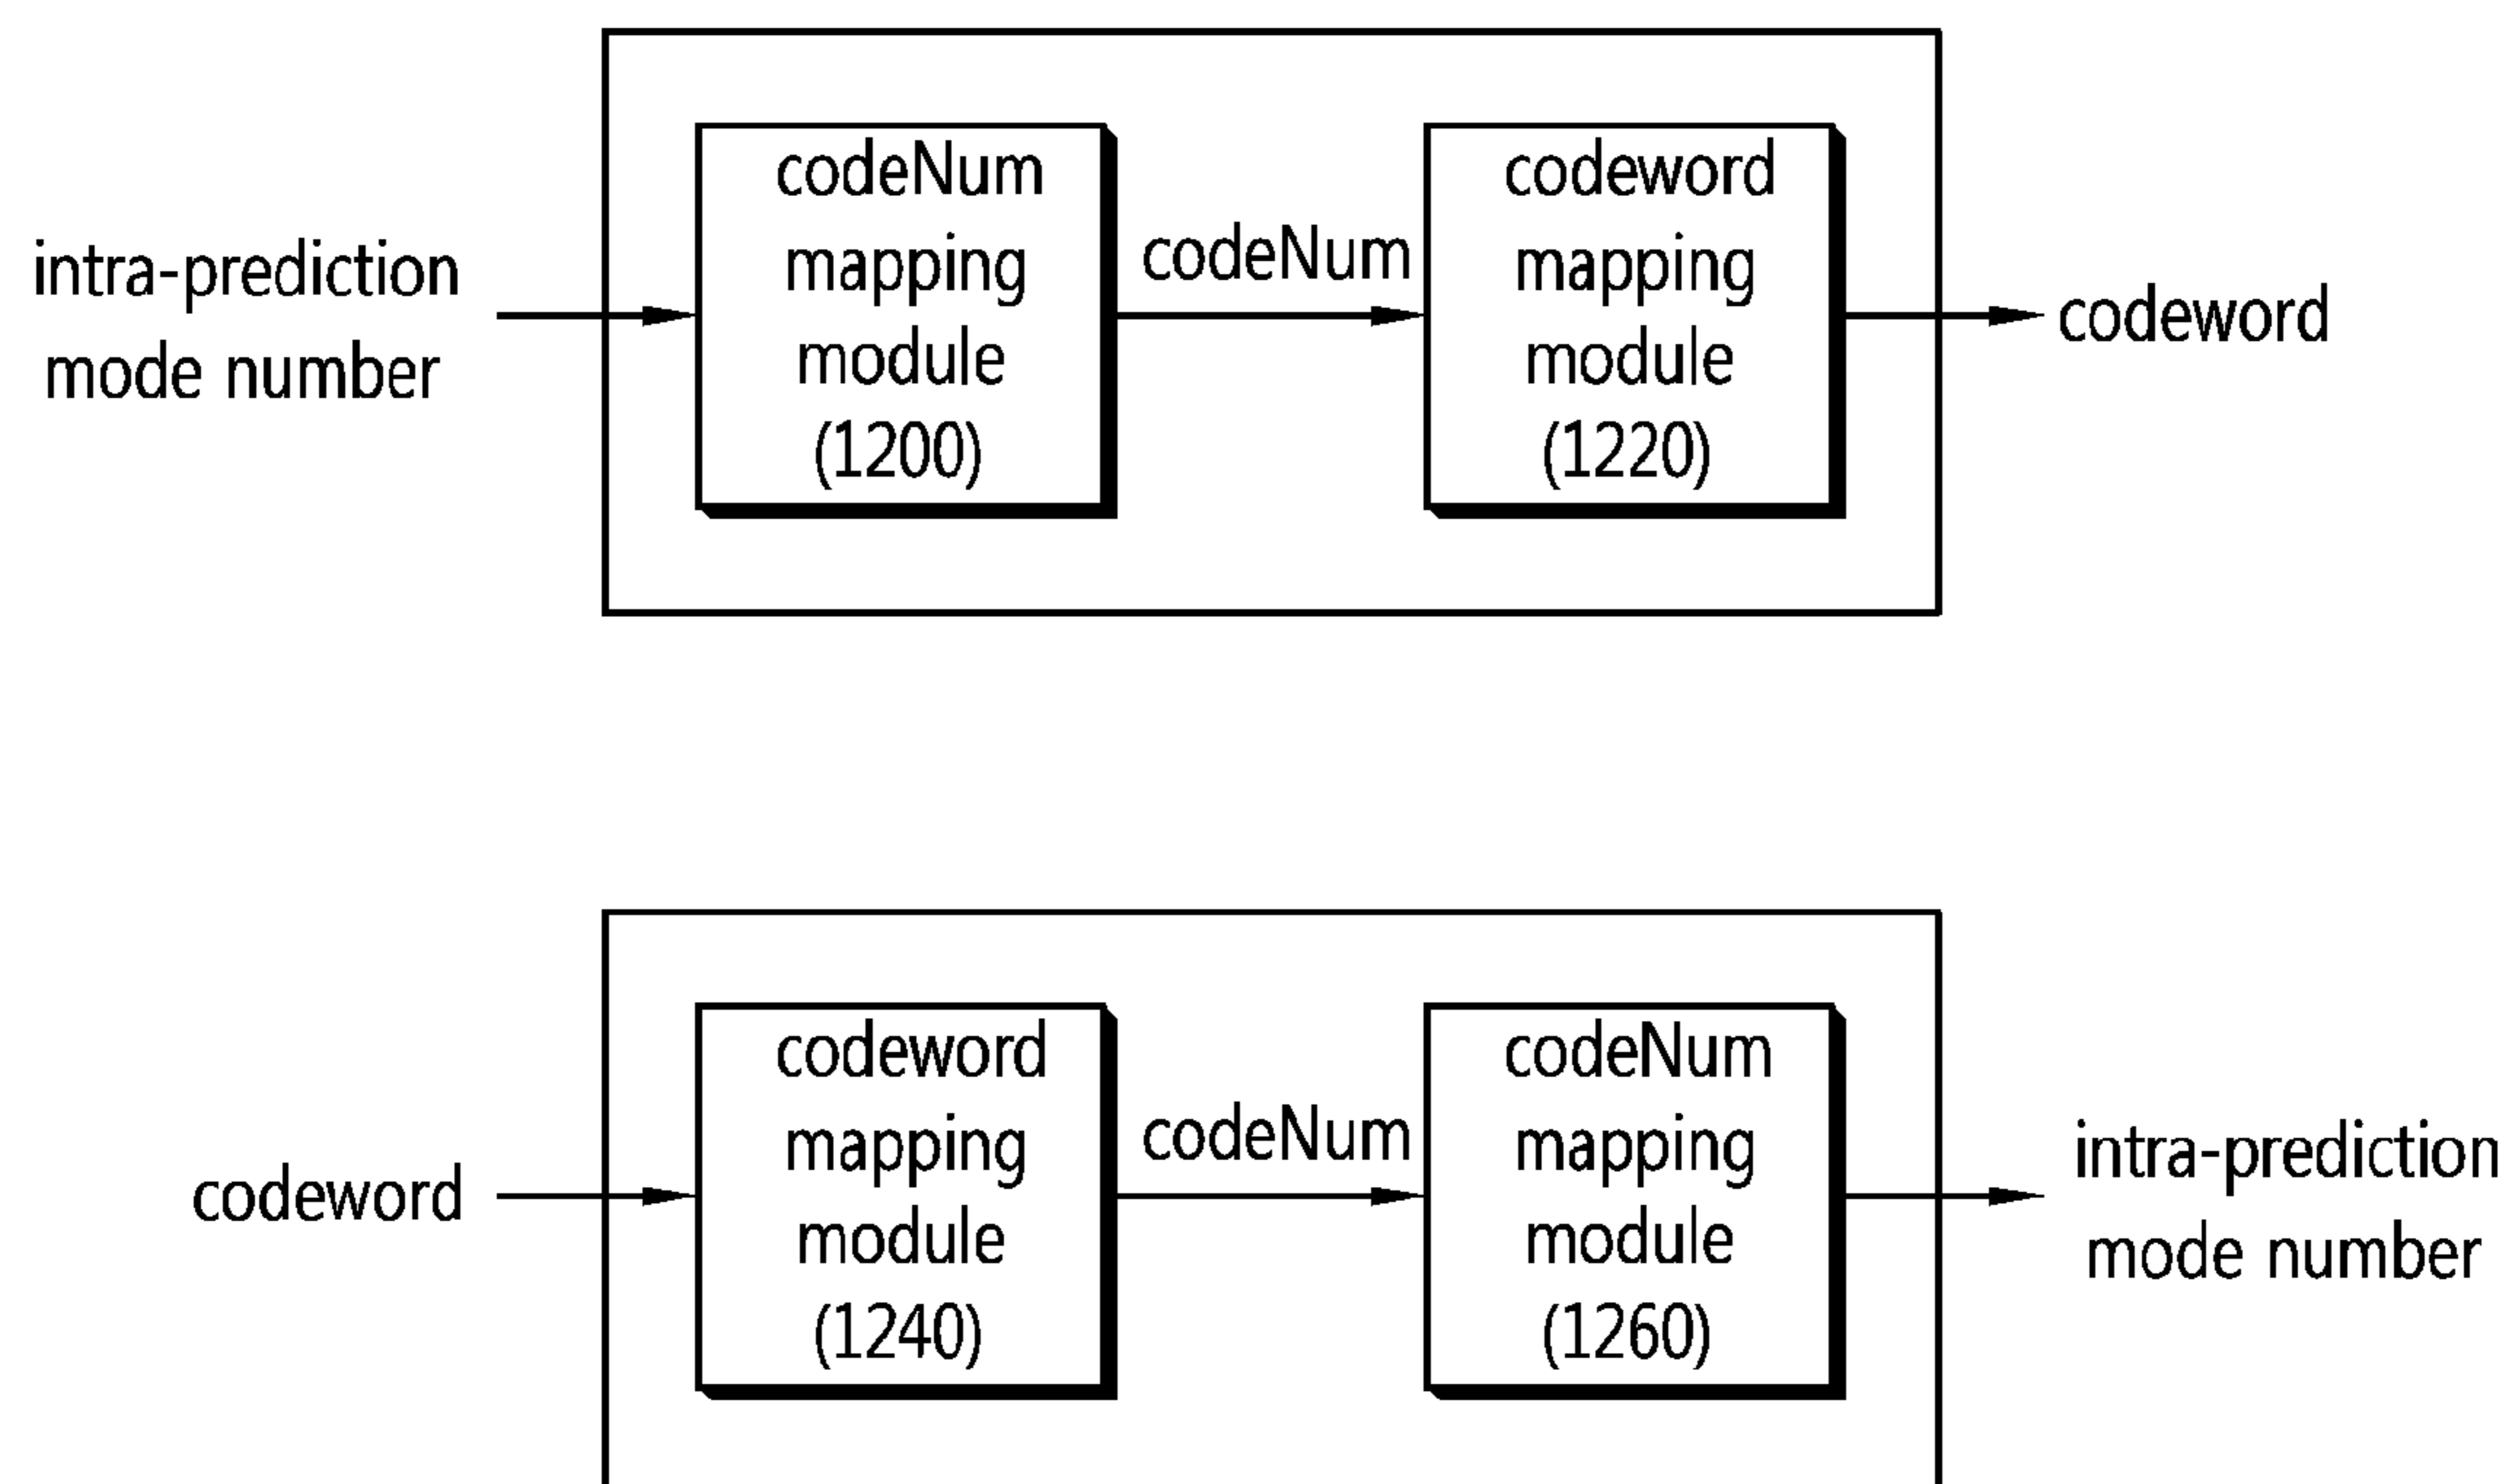 intra-prediction
mode number
codeNum
mapping
module
(1200)
codeNum
codeword
mapping
module
(1220)
codeword
codeword
codeword
mapping
module
(1240)
codeNum
codeNum
mapping
module
(1260)
intra-prediction
mode number